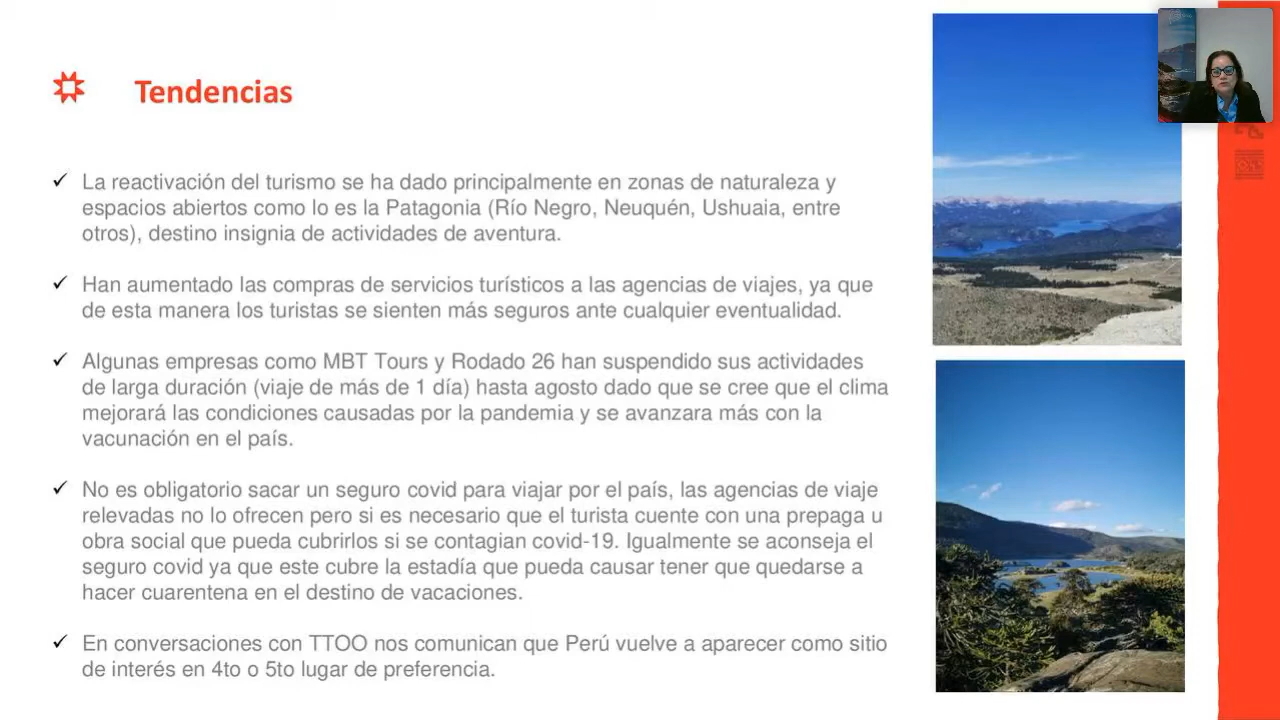 Tendencias
✓ La reactivación del turismo se ha dado principalmente en zonas de naturaleza y
espacios abiertos como lo es la Patagonia (Río Negro, Neuquén, Ushuaia, entre
otros), destino insignia de actividades de aventura.
✓ Han aumentado las compras de servicios turísticos a las agencias de viajes, ya que
de esta manera los turistas se sienten más seguros ante cualquier eventualidad.
✓ Algunas empresas como MBT Tours y Rodado 26 han suspendido sus actividades
de larga duración (viaje de más de 1 día) hasta agosto dado que se cree que el clima
mejorará las condiciones causadas por la pandemia y se avanzara más con la
vacunación en el país.
✓ No es obligatorio sacar un seguro covid para viajar por el país, las agencias de viaje
relevadas no lo ofrecen pero si es necesario que el turista cuente con una prepaga u
obra social que pueda cubrirlos si se contagian covid-19. Igualmente se aconseja el
seguro covid ya que este cubre la estadía que pueda causar tener que quedarse a
hacer cuarentena en el destino de vacaciones.
✓ En conversaciones con TTOO nos comunican que Perú vuelve a aparecer como sitio
de interés en 4to o 5to lugar de preferencia.